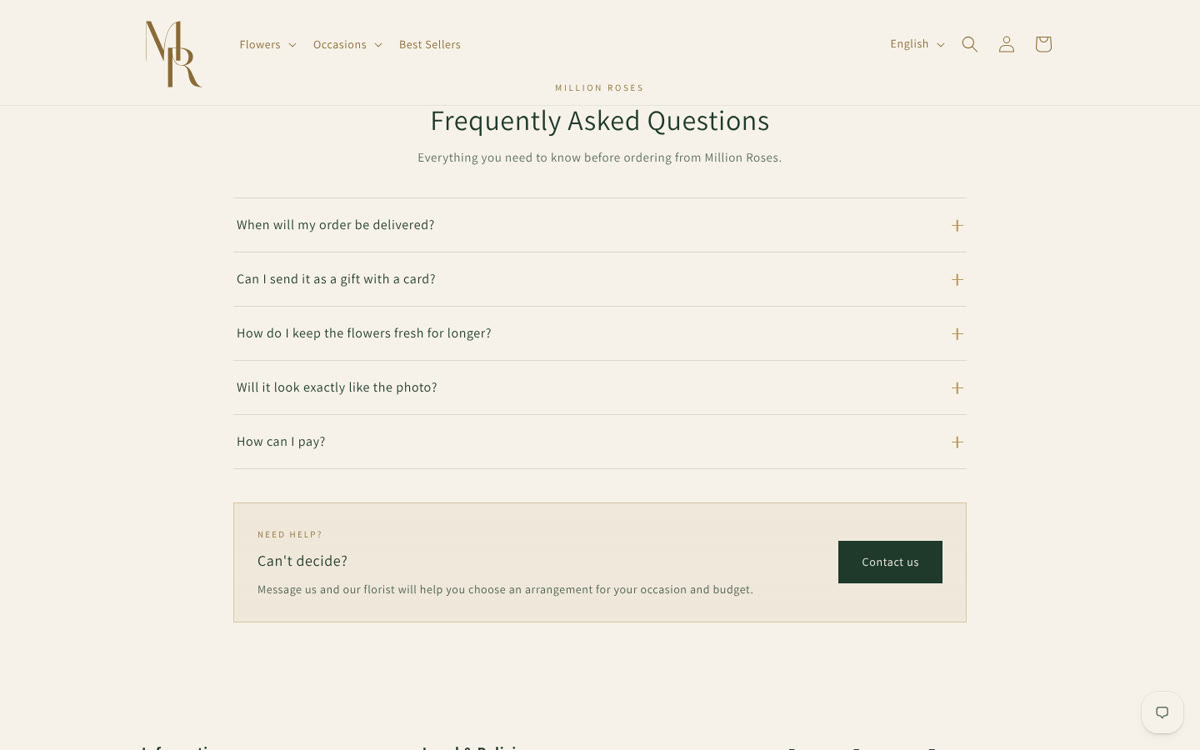 MR
Flowers
Occasions
Best Sellers
English
MILLION ROSES
Frequently Asked Questions
Everything you need to know before ordering from Million Roses.
When will my order be delivered?
Can I send it as a gift with a card?
How do I keep the flowers fresh for longer?
Will it look exactly like the photo?
How can I pay?
NEED HELP?
Can't decide?
Message us and our florist will help you choose an arrangement for your occasion and budget.
Contact us